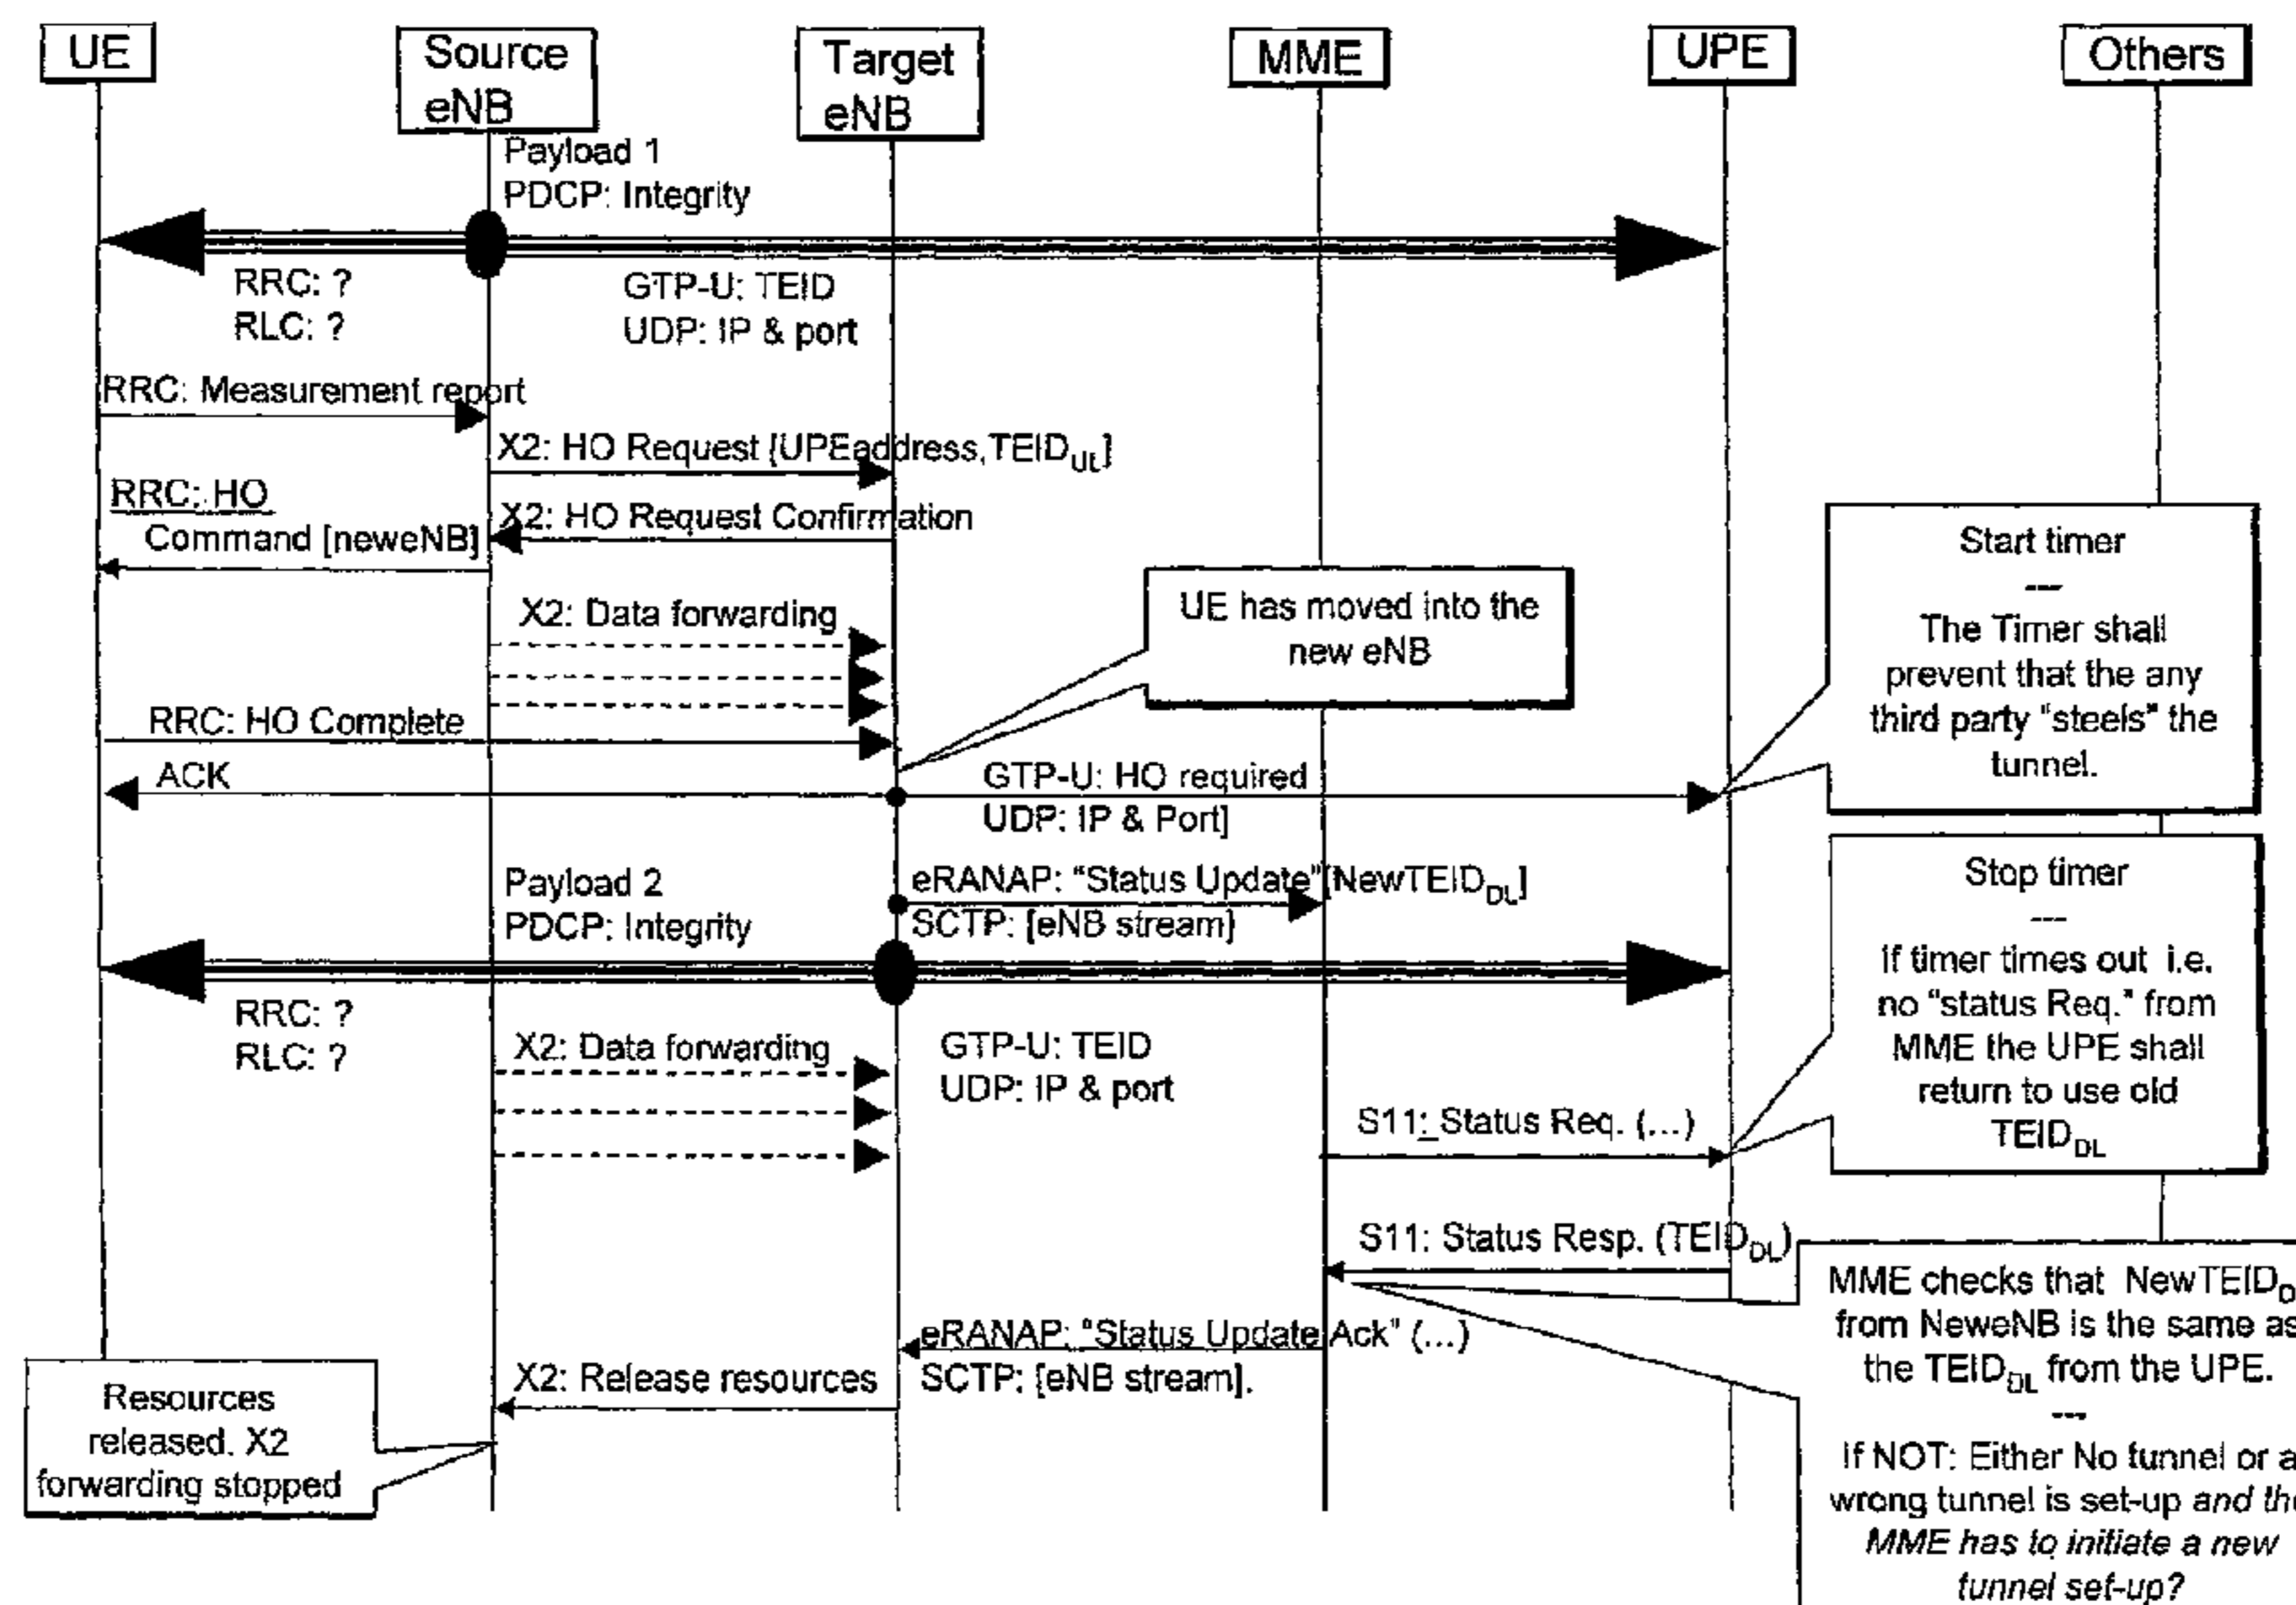 UE
Source
eNB
Target
eNB
MME
UPE
Others
Payload 1
PDCP: Integrity
RRC: ?
RLC: ?
GTP-U: TEID
UDP: IP & port
RRC: Measurement report
X2: HO Request [UPEaddress,TEID_UL]
RRC: HO
Command [neweNB]
X2: HO Request Confirmation
X2: Data forwarding
UE has moved into the
new eNB
Start timer
---
The Timer shall
prevent that the any
third party "steels" the
tunnel.
RRC: HO Complete
ACK
GTP-U: HO required
UDP: IP & Port]
Payload 2
PDCP: Integrity
eRANAP: "Status Update"[NewTEID_DL]
SCTP: [eNB stream]
Stop timer
---
If timer times out i.e.
no "status Req." from
MME the UPE shall
return to use old
TEID_DL
RRC: ?
RLC: ?
X2: Data forwarding
GTP-U: TEID
UDP: IP & port
S11: Status Req. (...)
S11: Status Resp. (TEID_DL)
MME checks that NewTEID_D
from NeweNB is the same as
the TEID_DL from the UPE.
---
If NOT: Either No tunnel or a
wrong tunnel is set-up and the
MME has to initiate a new
tunnel set-up?
eRANAP: "Status Update Ack" (...)
SCTP: [eNB stream].
X2: Release resources
Resources
released. X2
forwarding stopped